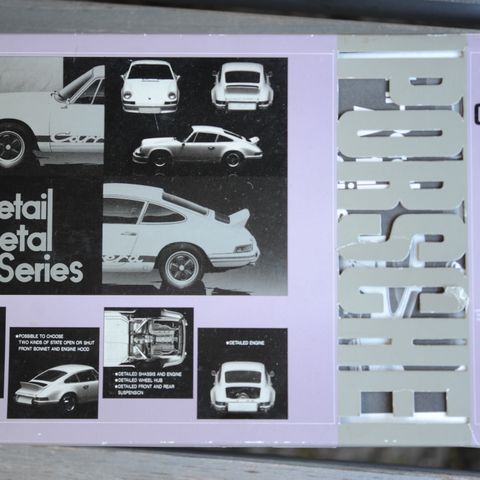 etail
etal
Series
Carrera
PORSCHE
● POSSIBLE TO CHOOSE
TWO KINDS OF STATE OPEN OR SHUT
FRONT BONNET AND ENGINE HOOD
● DETAILED SHASSIS AND ENGINE
● DETAILED WHEEL HUB
● DETAILED FRONT AND REAR
SUSPENSION
● DETAILED ENGINE